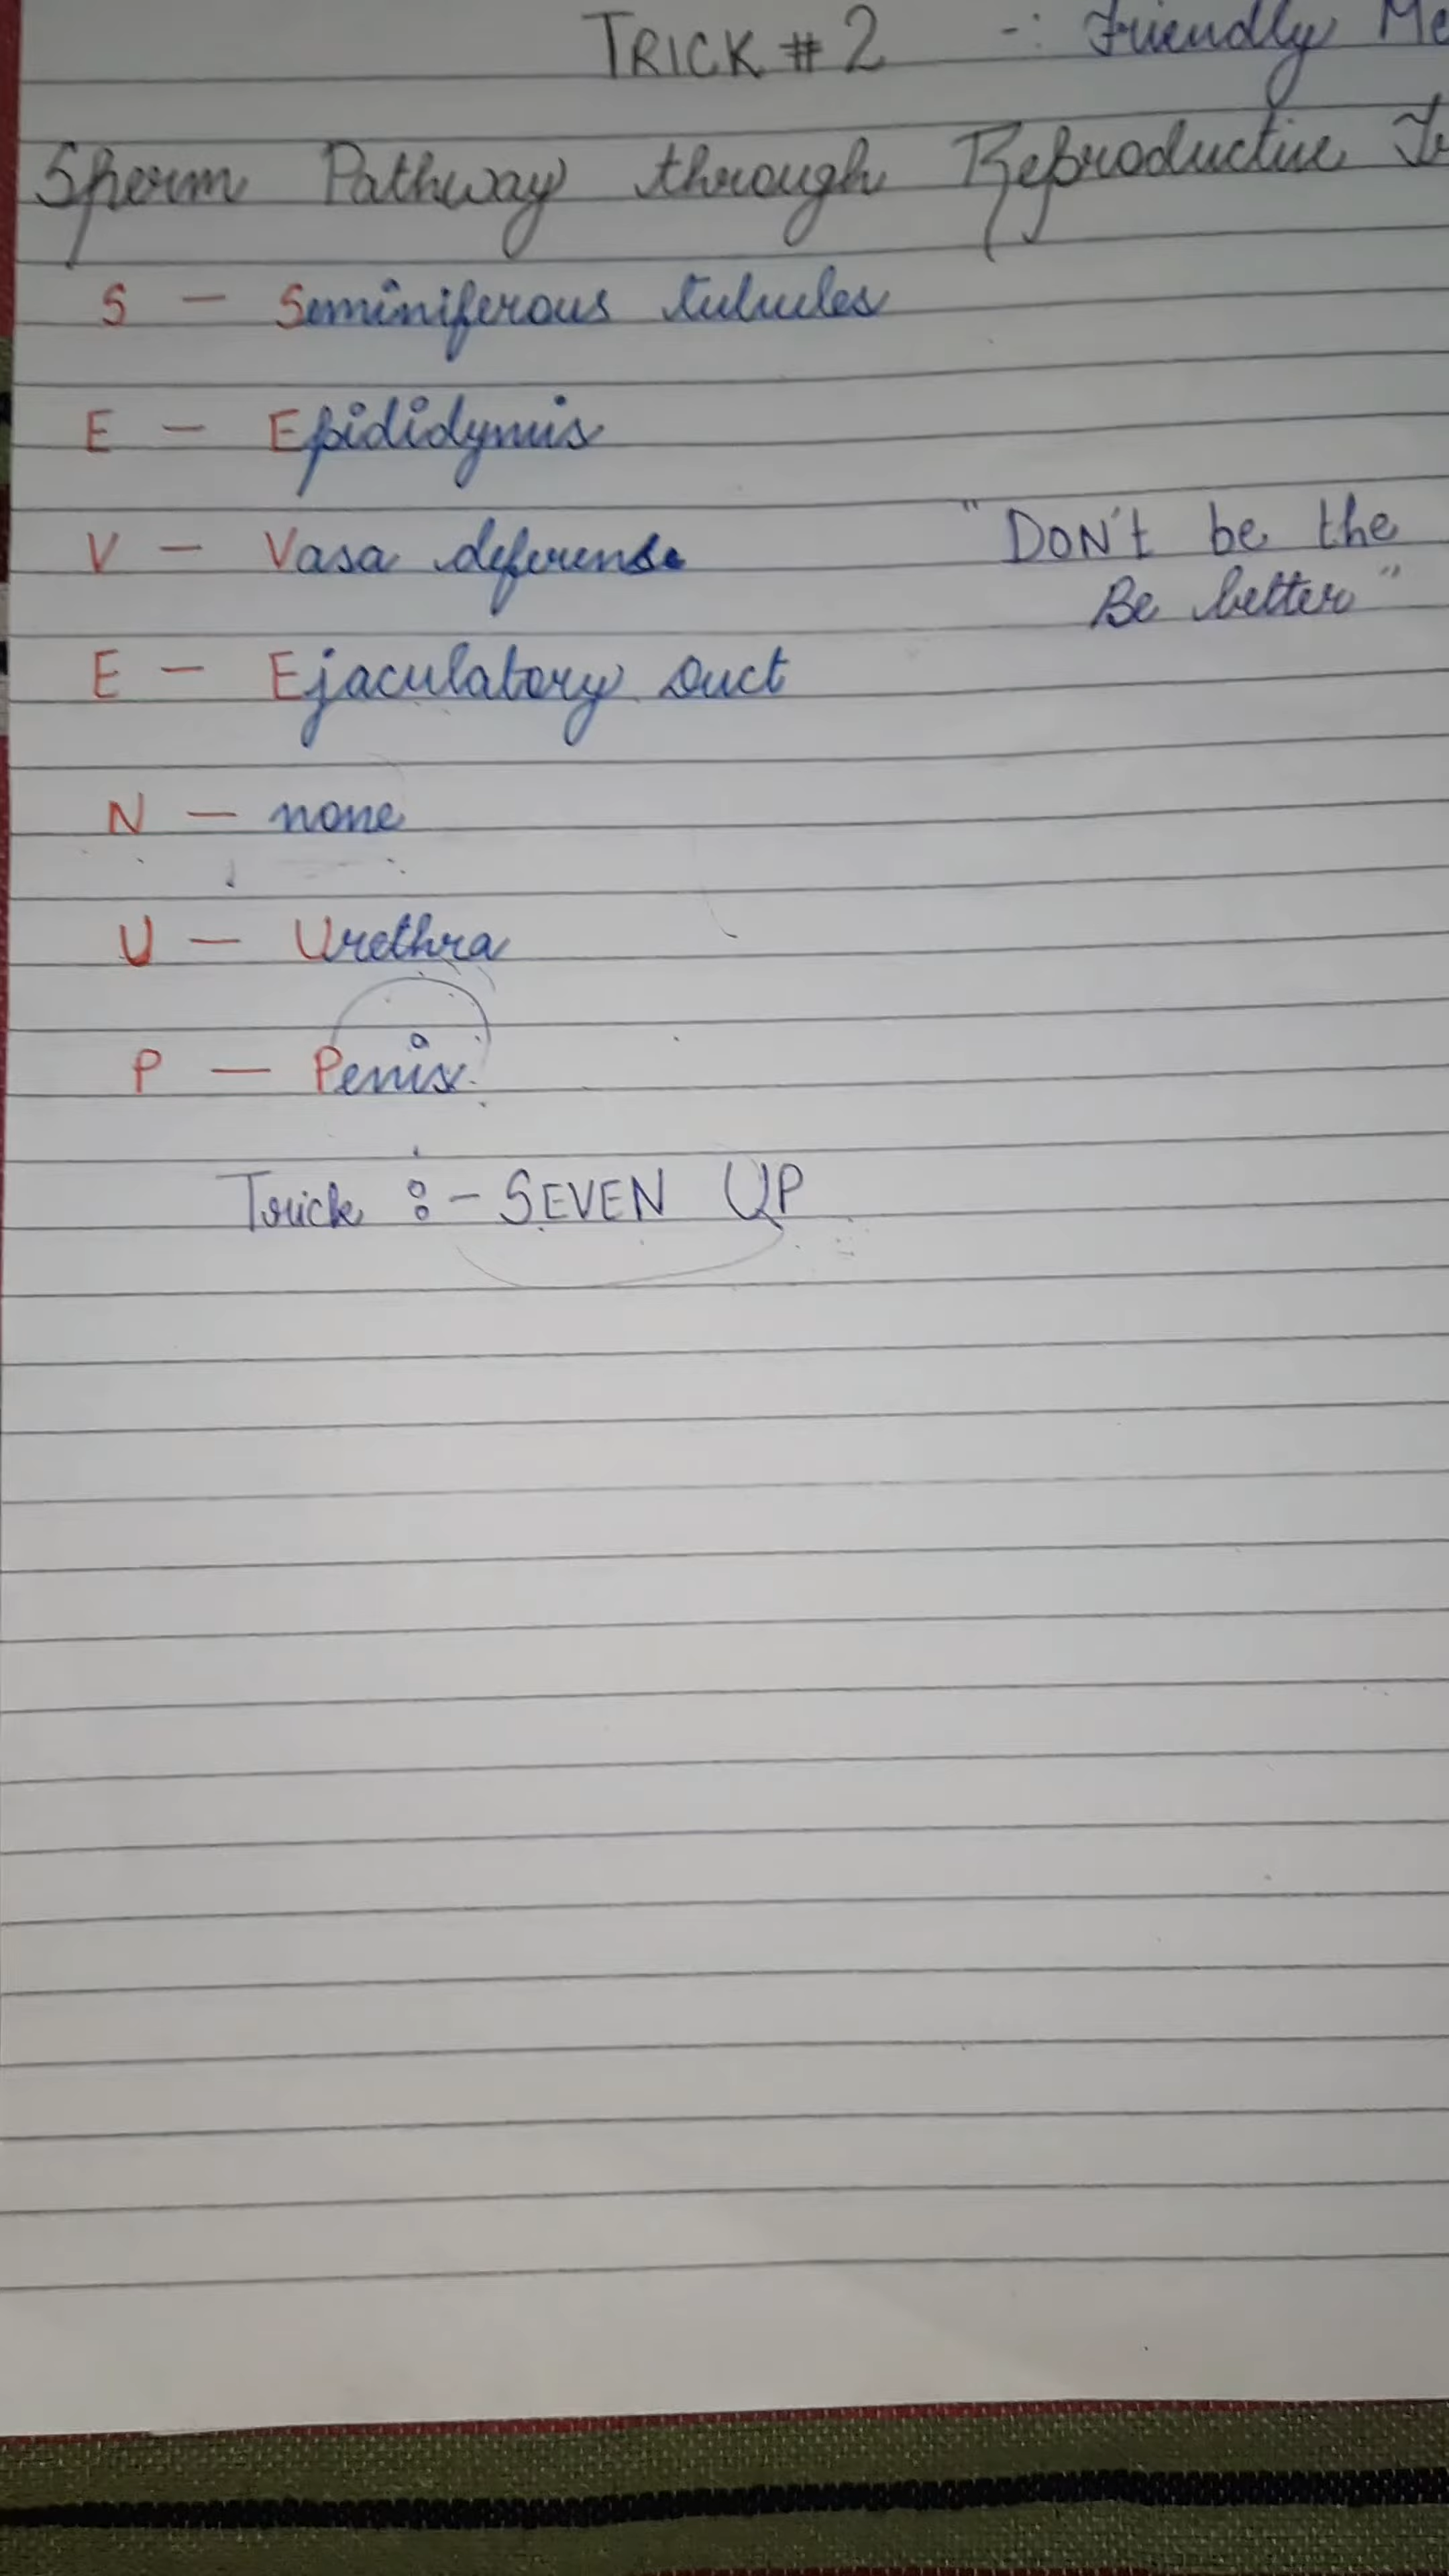 TRICK # 2 -: Friendly
Sperm Pathway through Reproductive
S - Seminiferous tubules
E - Epididymis
V - Vasa deferens
E - Ejaculatory Duct
"DON't be the
Be better"
N - none
U - Urethra
P - Penis
Trick :- SEVEN UP